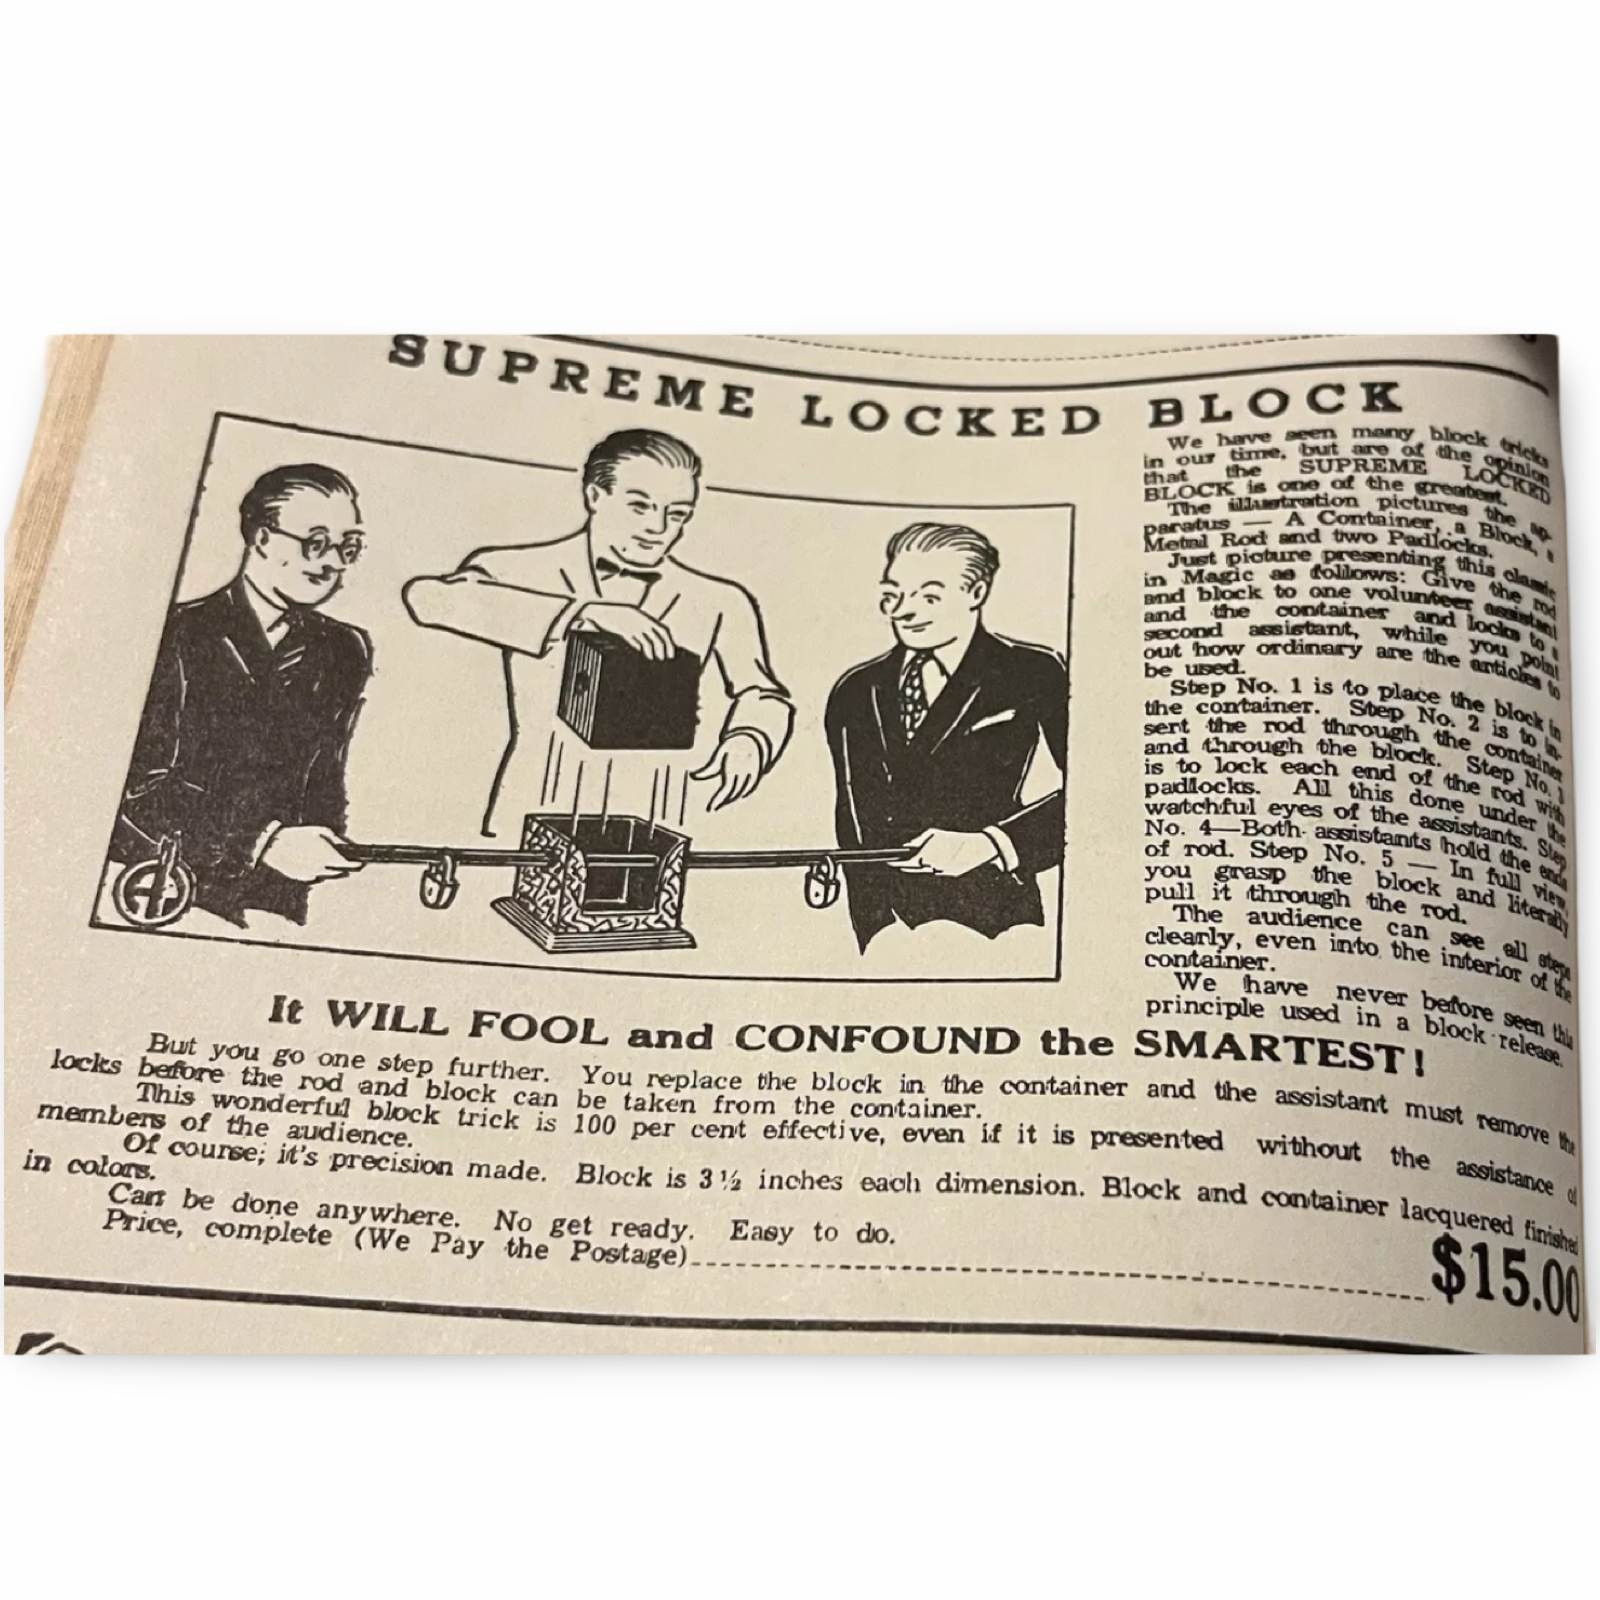 SUPREME LOCKED BLOCK
We have seen many block tricks
in our time, but are of the opinion
that the SUPREME LOCKED
BLOCK is one of the greatest.
The illustration pictures the ap-
paratus — A Container, a Block, a
Metal Rod and two Padlocks.
Just picture presenting this classic
in Magic as follows: Give the rod
and block to one volunteer assistant
and the container and locks to a
second assistant, while you point
out how ordinary are the articles to
be used.
Step No. 1 is to place the block in
the container. Step No. 2 is to in-
sert the rod through the container
and through the block. Step No. 3
is to lock each end of the rod with
padlocks. All this done under the
watchful eyes of the assistants. Step
No. 4—Both assistants hold the ends
of rod. Step No. 5 — In full view,
you grasp the block and literally
pull it through the rod.
The audience can see all steps
clearly, even into the interior of the
container.
We have never before seen this
principle used in a block release.
It WILL FOOL and CONFOUND the SMARTEST!
But you go one step further. You replace the block in the container and the assistant must remove the
locks before the rod and block can be taken from the container.
This wonderful block trick is 100 per cent effective, even if it is presented without the assistance of
members of the audience.
Of course; it's precision made. Block is 3½ inches each dimension. Block and container lacquered finished
in colors.
Can be done anywhere. No get ready. Easy to do.
Price, complete (We Pay the Postage)
$15.00